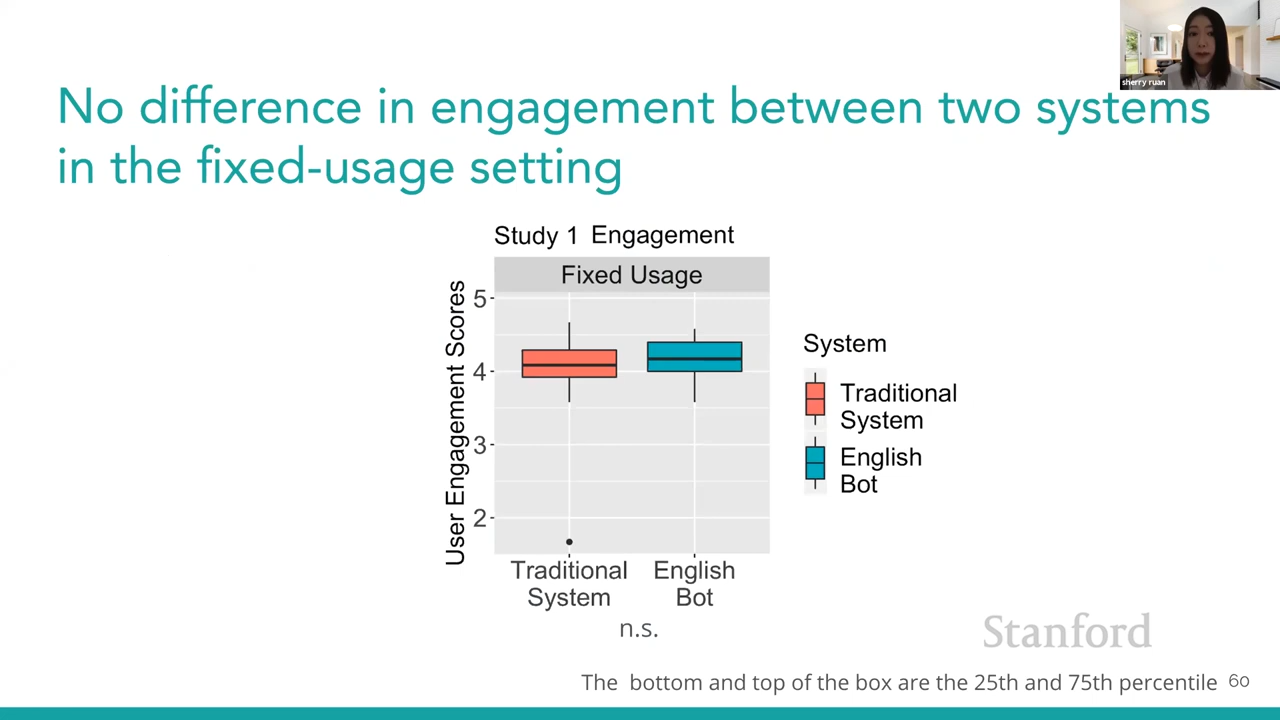 sherry ruan
No difference in engagement between two systems
in the fixed-usage setting
Study 1 Engagement
Fixed Usage
User Engagement Scores
5
4
3
2
Traditional
System
English
Bot
n.s.
System
Traditional
System
English
Bot
Stanford
The bottom and top of the box are the 25th and 75th percentile
60